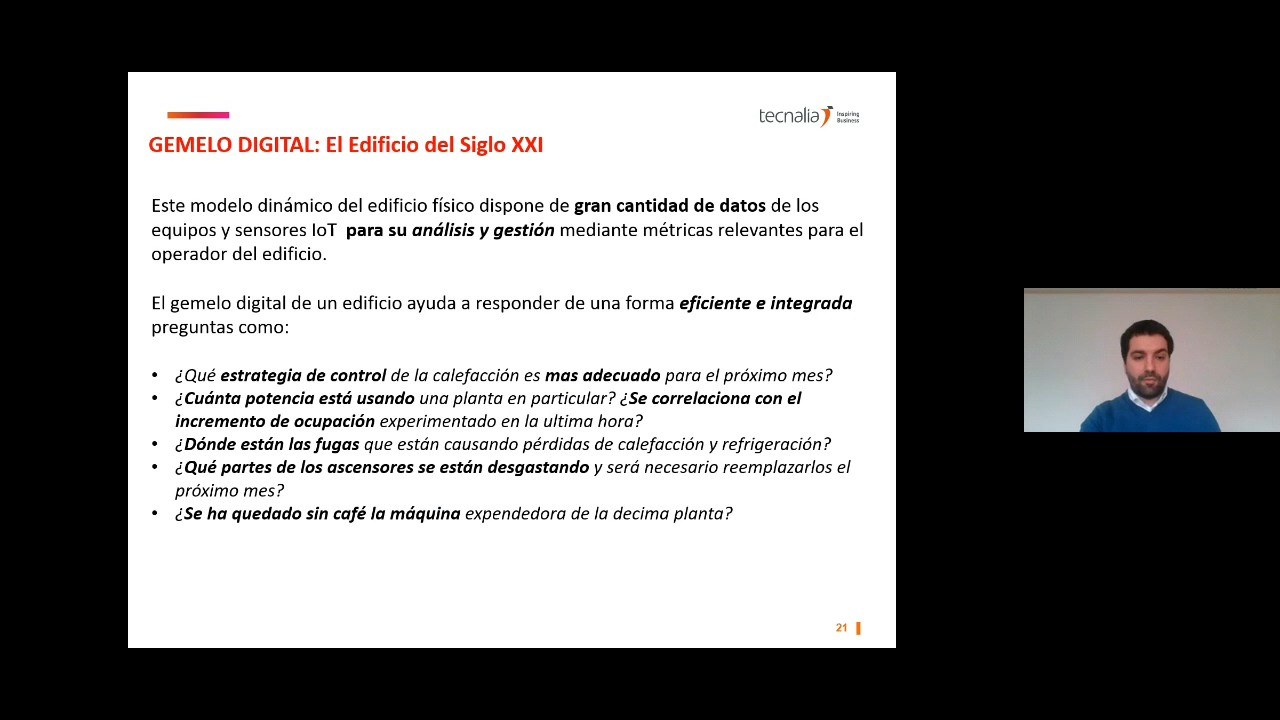 tecnalia Inspiring
Business
GEMELO DIGITAL: El Edificio del Siglo XXI
Este modelo dinámico del edificio físico dispone de gran cantidad de datos de los
equipos y sensores IoT para su análisis y gestión mediante métricas relevantes para el
operador del edificio.
El gemelo digital de un edificio ayuda a responder de una forma eficiente e integrada
preguntas como:
• ¿Qué estrategia de control de la calefacción es mas adecuado para el próximo mes?
• ¿Cuánta potencia está usando una planta en particular? ¿Se correlaciona con el
incremento de ocupación experimentado en la ultima hora?
• ¿Dónde están las fugas que están causando pérdidas de calefacción y refrigeración?
• ¿Qué partes de los ascensores se están desgastando y será necesario reemplazarlos el
próximo mes?
• ¿Se ha quedado sin café la máquina expendedora de la decima planta?
21